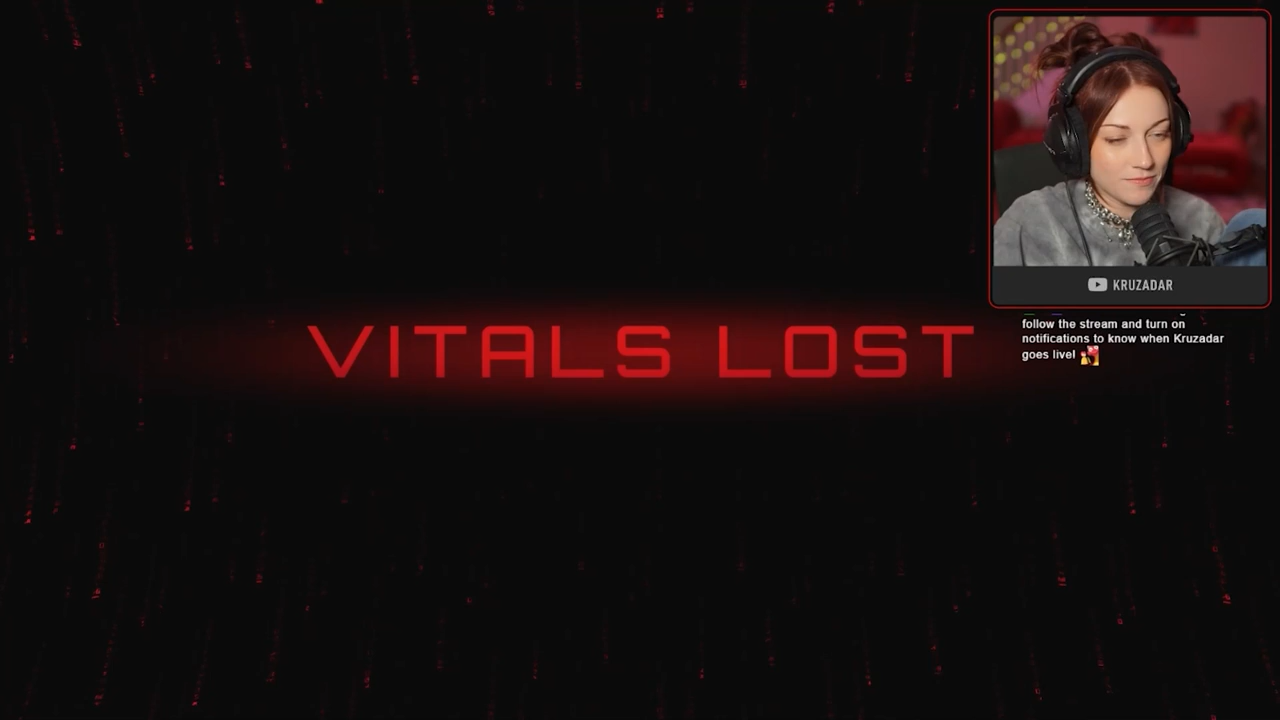 KRUZADAR
follow the stream and turn on
notifications to know when Kruzadar
goes live!
VITALS LOST